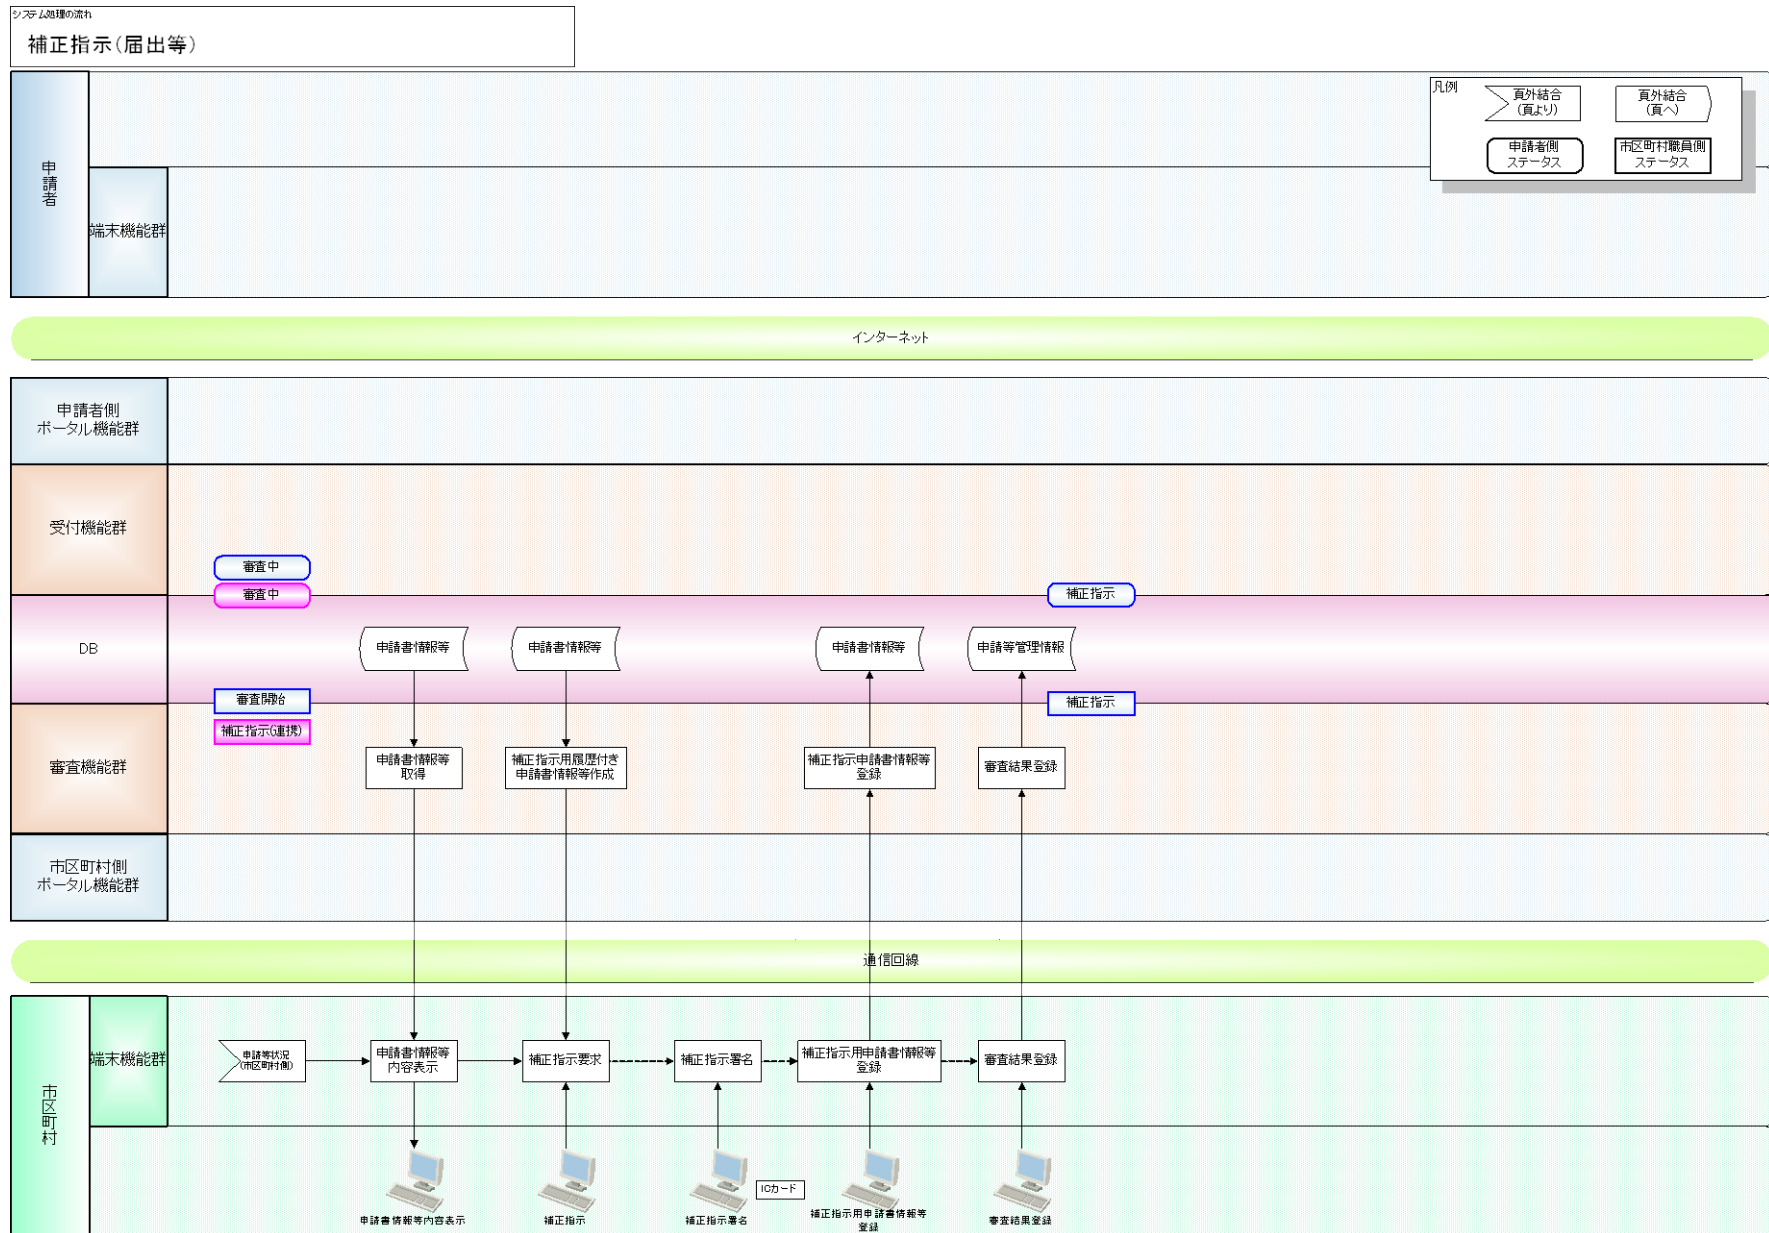 システム処理の流れ
補正指示(届出等)
凡例
頁外結合
(頁より)
頁外結合
(頁へ)
申請者側
ステータス
市区町村職員側
ステータス
申請者
端末機能群
インターネット
申請者側
ポータル機能群
受付機能群
審査中
審査中
補正指示
DB
申請書情報等
申請書情報等
申請書情報等
申請等管理情報
審査開始
補正指示(連携)
補正指示
審査機能群
申請書情報等
取得
補正指示用履歴付き
申請書情報等作成
補正指示申請書情報等
登録
審査結果登録
市区町村側
ポータル機能群
通信回線
市区町村
端末機能群
申請等状況
(市区町村側)
申請書情報等
内容表示
補正指示要求
補正指示署名
補正指示用申請書情報等
登録
審査結果登録
ICカード
申請書情報等内容表示
補正指示
補正指示署名
補正指示用申請書情報等
登録
審査結果登録